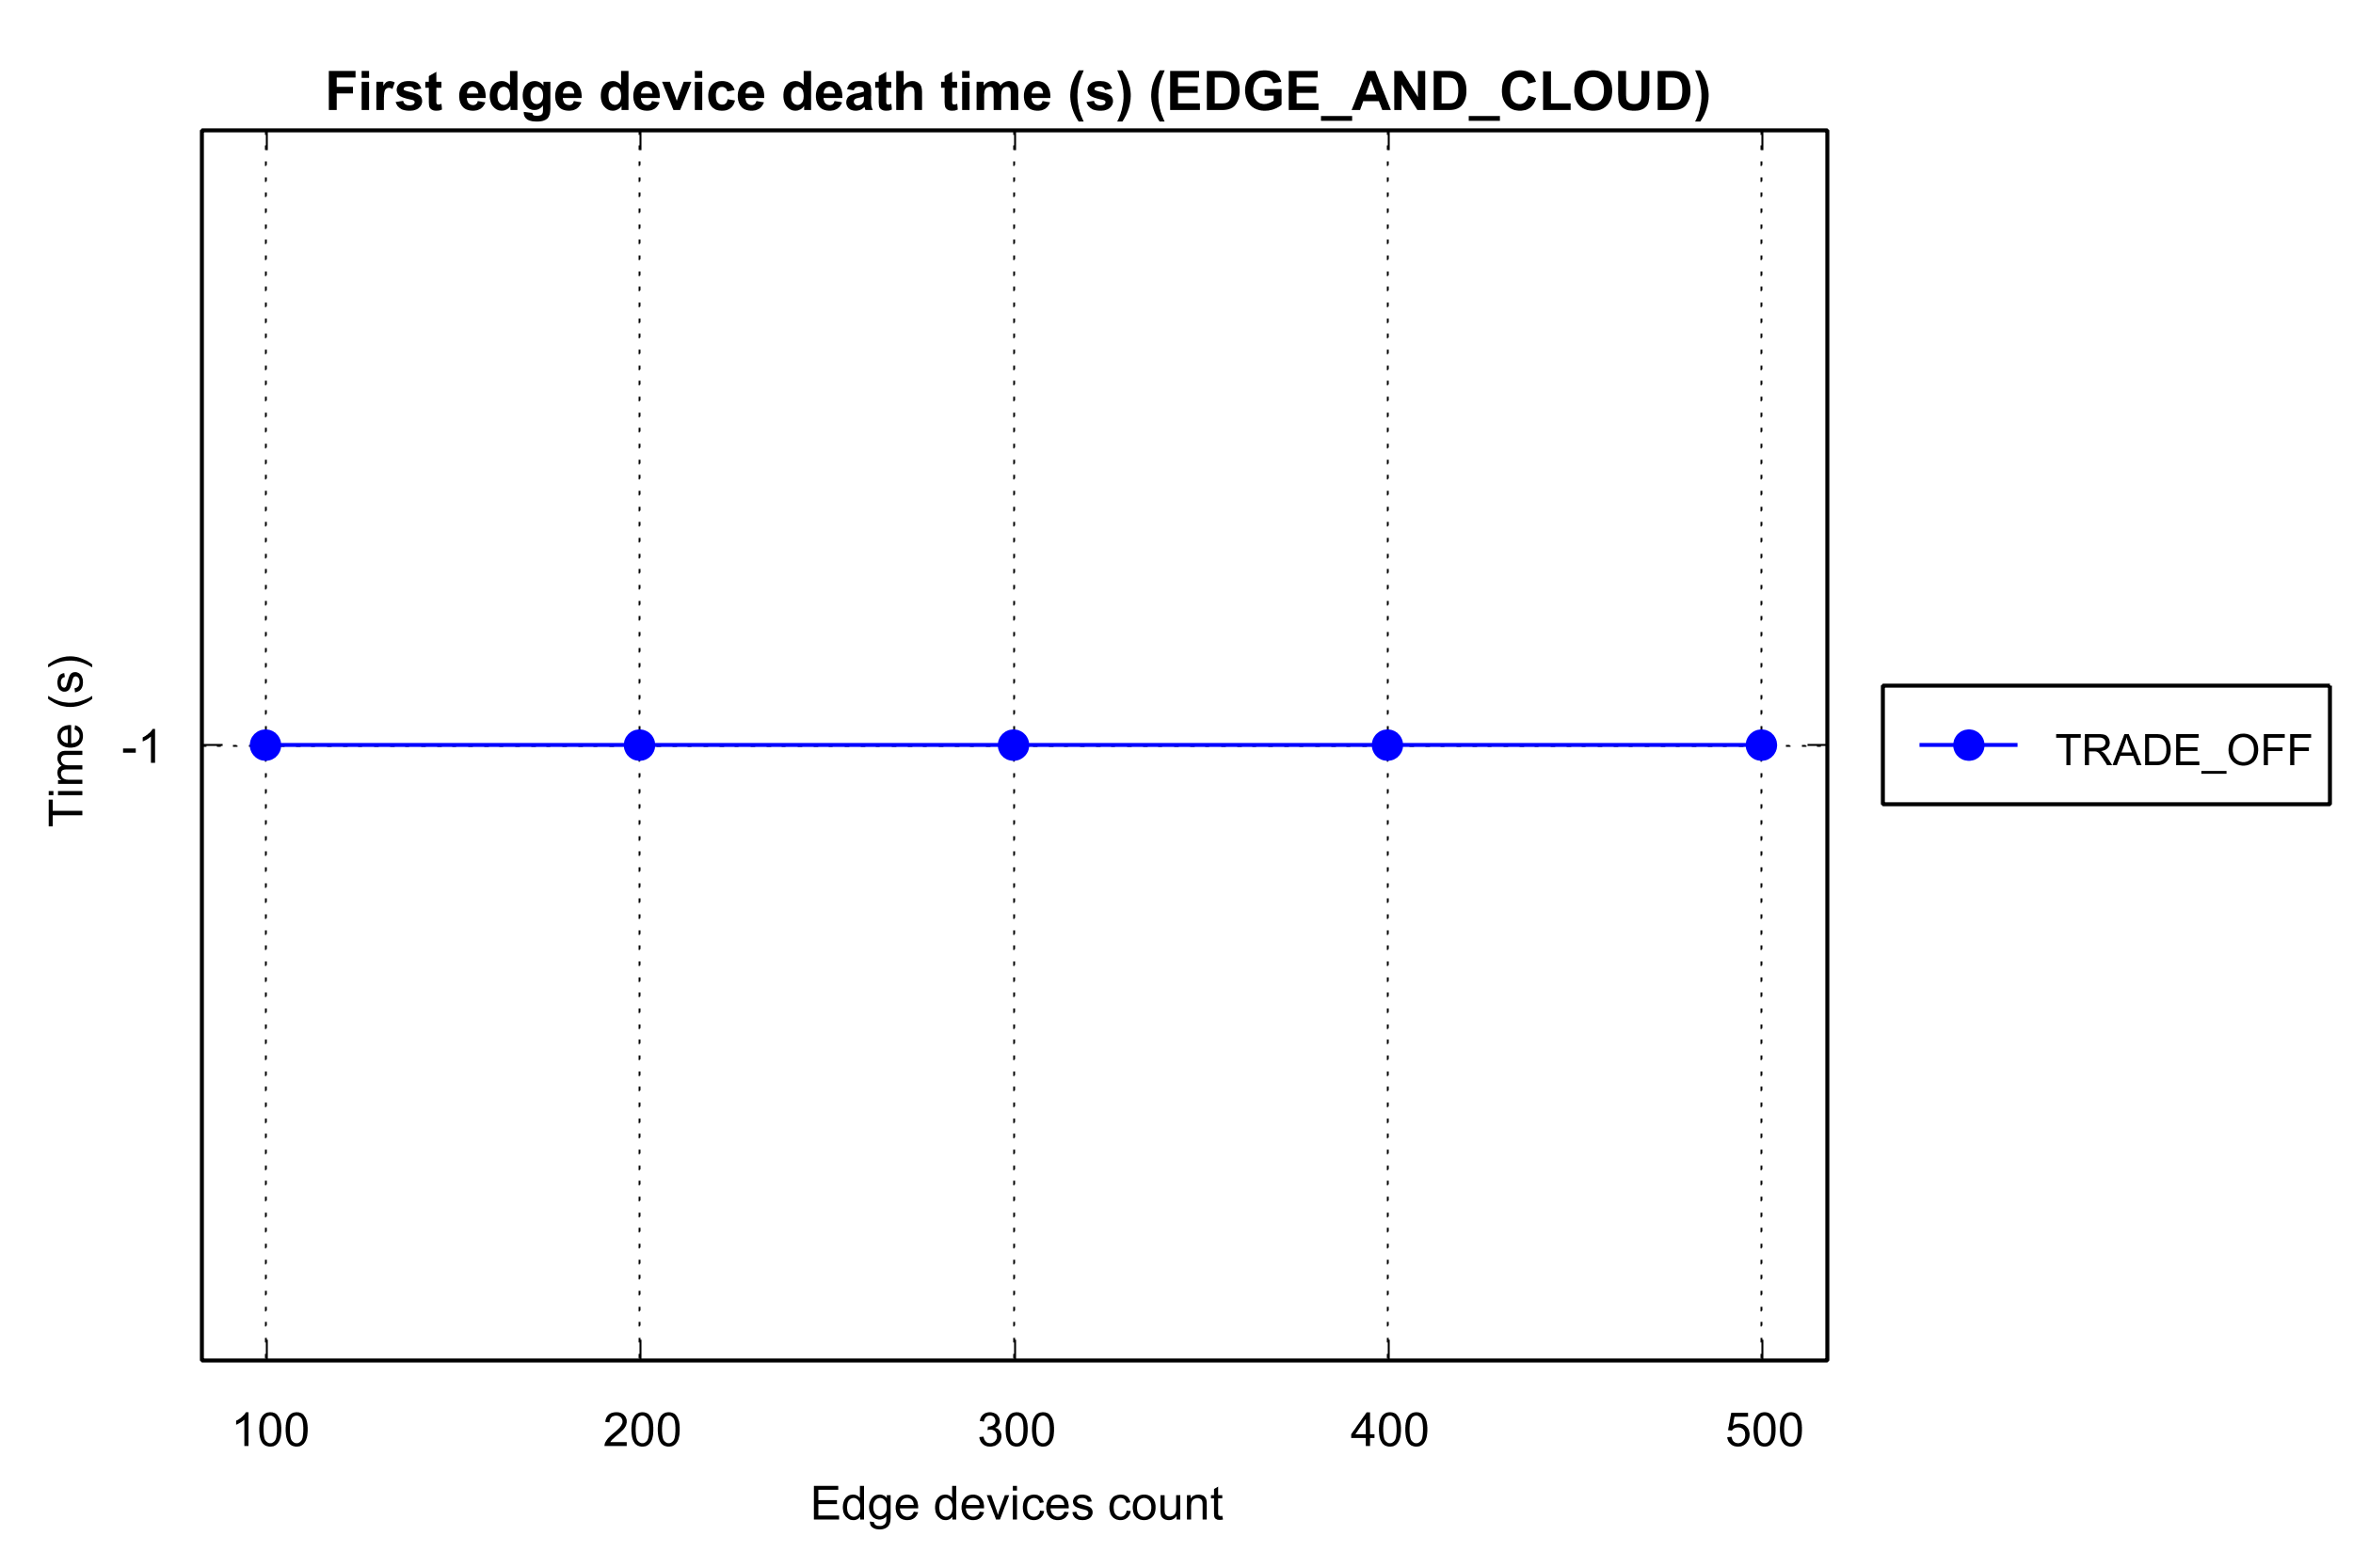 First edge device death time (s) (EDGE_AND_CLOUD)
Time (s)
-1
TRADE_OFF
100 200 300 400 500
Edge devices count